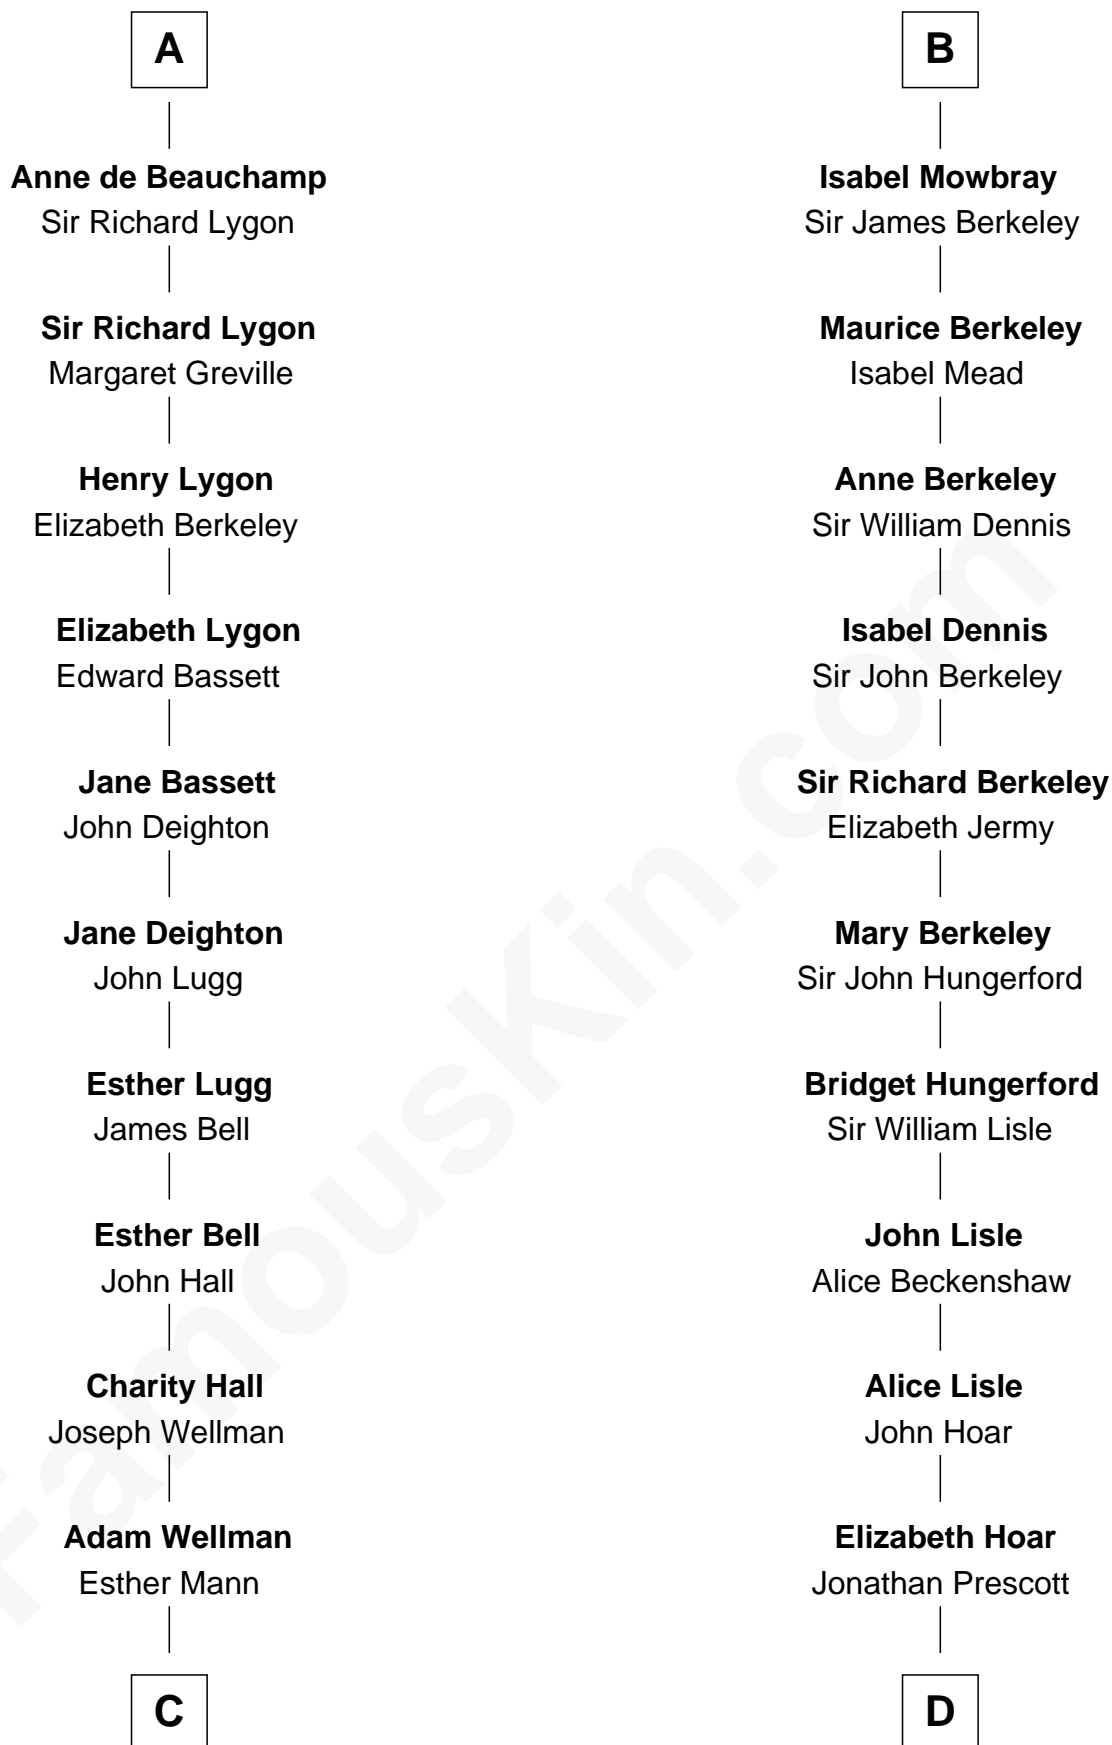 A
Anne de Beauchamp
Sir Richard Lygon
Sir Richard Lygon
Margaret Greville
Henry Lygon
Elizabeth Berkeley
Elizabeth Lygon
Edward Bassett
Jane Bassett
John Deighton
Jane Deighton
John Lugg
Esther Lugg
James Bell
Esther Bell
John Hall
Charity Hall
Joseph Wellman
Adam Wellman
Esther Mann
C
B
Isabel Mowbray
Sir James Berkeley
Maurice Berkeley
Isabel Mead
Anne Berkeley
Sir William Dennis
Isabel Dennis
Sir John Berkeley
Sir Richard Berkeley
Elizabeth Jermy
Mary Berkeley
Sir John Hungerford
Bridget Hungerford
Sir William Lisle
John Lisle
Alice Beckenshaw
Alice Lisle
John Hoar
Elizabeth Hoar
Jonathan Prescott
D
FamousKin.com